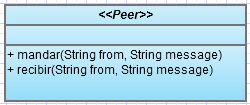 <<Peer>>
+ mandar(String from, String message)
+ recibir(String from, String message)